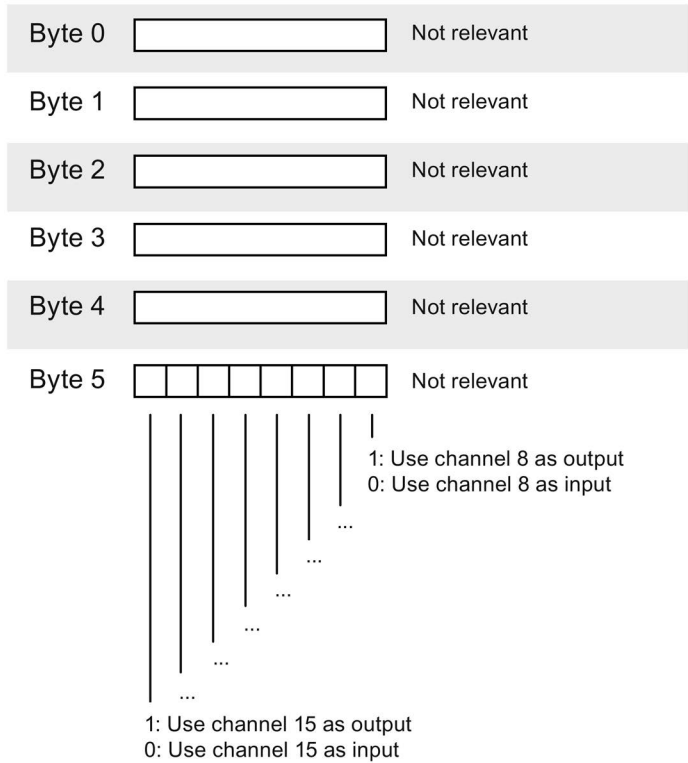 Byte 0 Not relevant
Byte 1 Not relevant
Byte 2 Not relevant
Byte 3 Not relevant
Byte 4 Not relevant
Byte 5 Not relevant
1: Use channel 8 as output
0: Use channel 8 as input
...
...
...
...
...
...
1: Use channel 15 as output
0: Use channel 15 as input